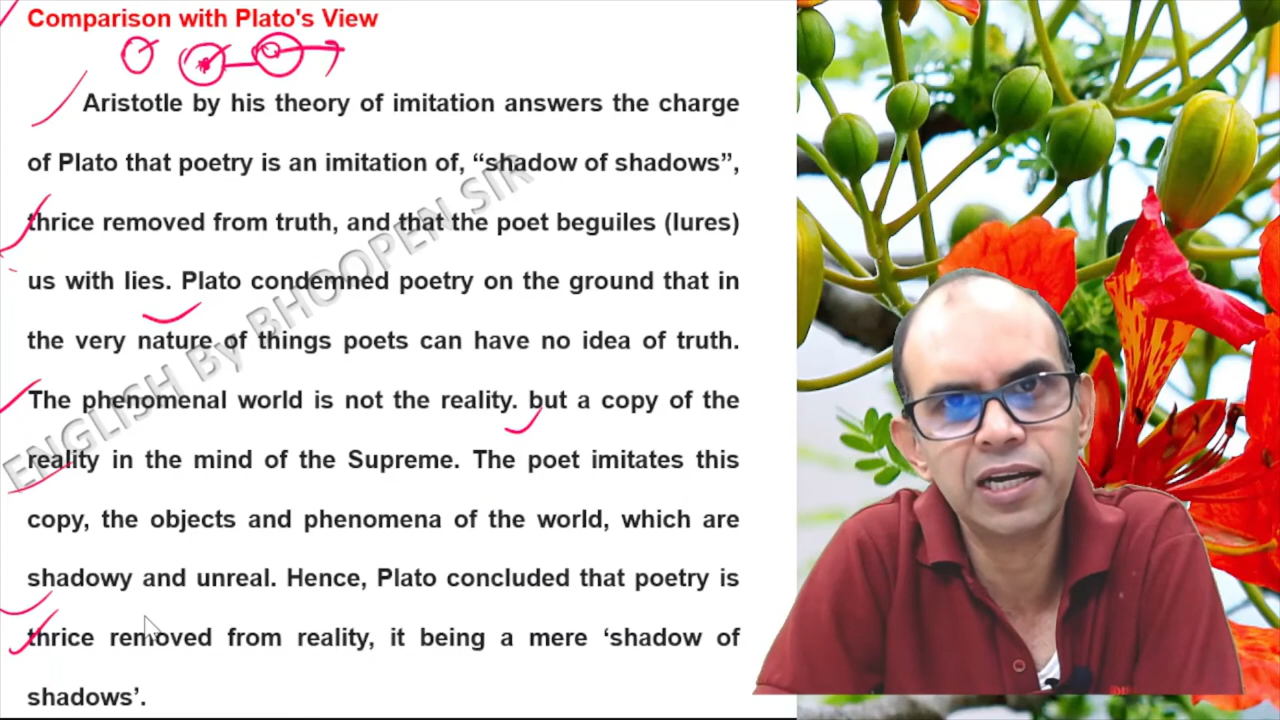 Comparison with Plato's View
Aristotle by his theory of imitation answers the charge
of Plato that poetry is an imitation of, “shadow of shadows”,
thrice removed from truth, and that the poet beguiles (lures)
us with lies. Plato condemned poetry on the ground that in
the very nature of things poets can have no idea of truth.
The phenomenal world is not the reality. but a copy of the
reality in the mind of the Supreme. The poet imitates this
copy, the objects and phenomena of the world, which are
shadowy and unreal. Hence, Plato concluded that poetry is
thrice removed from reality, it being a mere ‘shadow of
shadows’.
ENGLISH By BHOOPEN SIR